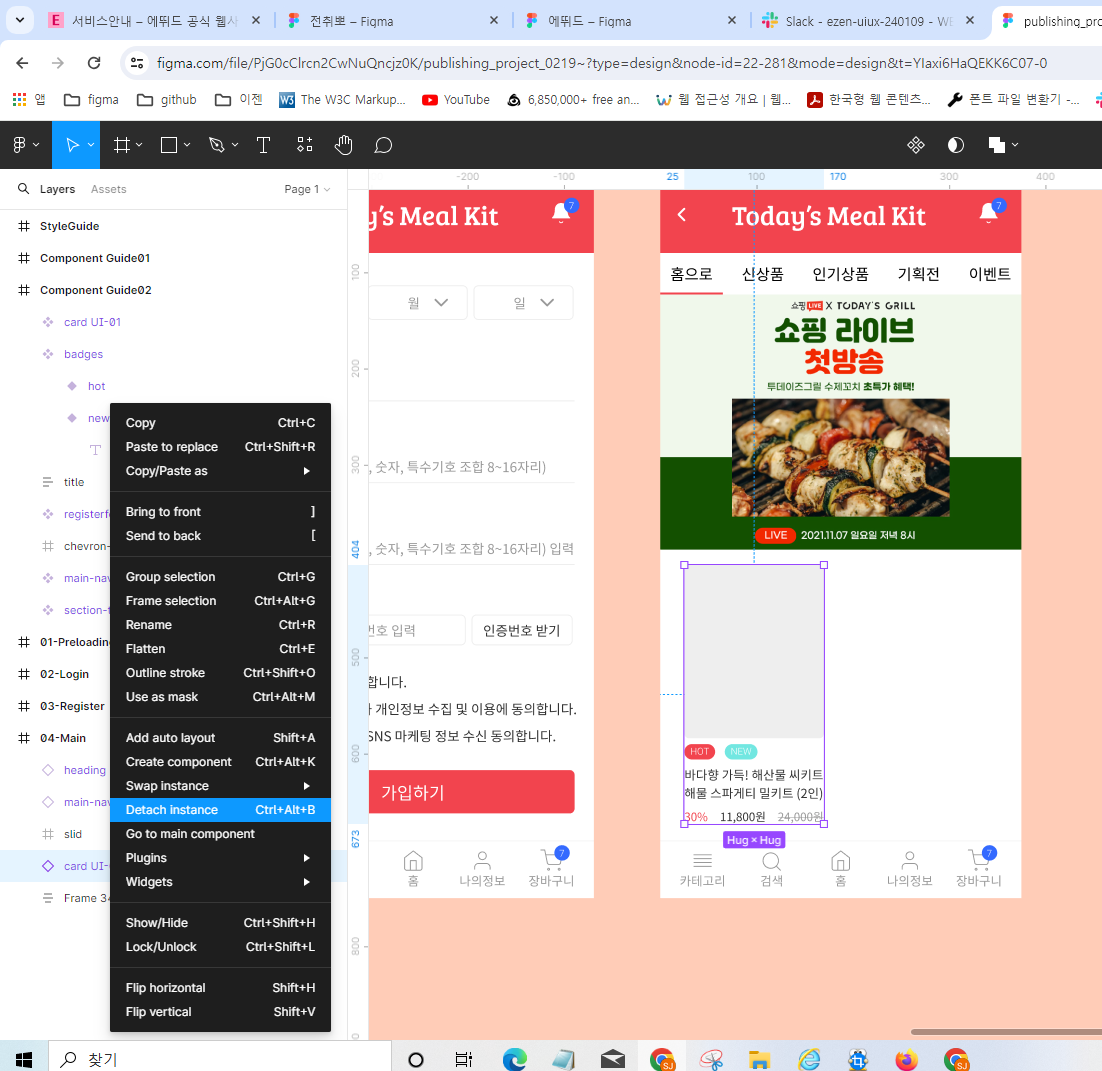 서비스안내 – 에뛰드 공식 웹사
전취뽀 – Figma
에뛰드 – Figma
Slack - ezen-uiux-240109 - WE
publishing_pro
figma.com/file/PjG0cClrcn2CwNuQncjz0K/publishing_project_0219~?type=design&node-id=22-281&mode=design&t=YIaxi6HaQEKK6C07-0
앱
figma
github
이젠
The W3C Markup...
YouTube
6,850,000+ free an...
웹 접근성 개요 | 웹...
한국형 웹 콘텐츠...
폰트 파일 변환기 -...
Layers
Assets
Page 1
-200
-100
25
100
170
300
400
StyleGuide
Component Guide01
Component Guide02
card UI-01
badges
hot
new
title
registerfo
chevron-
main-nav
section-t
01-Preloading
02-Login
03-Register
04-Main
heading
main-nav
slid
card UI-
Frame 34
Copy Ctrl+C
Paste to replace Ctrl+Shift+R
Copy/Paste as
Bring to front ]
Send to back [
Group selection Ctrl+G
Frame selection Ctrl+Alt+G
Rename Ctrl+R
Flatten Ctrl+E
Outline stroke Ctrl+Shift+O
Use as mask Ctrl+Alt+M
Add auto layout Shift+A
Create component Ctrl+Alt+K
Swap instance
Detach instance Ctrl+Alt+B
Go to main component
Plugins
Widgets
Show/Hide Ctrl+Shift+H
Lock/Unlock Ctrl+Shift+L
Flip horizontal Shift+H
Flip vertical Shift+V
100
200
300
404
500
600
673
800
y's Meal Kit
7
월
일
, 숫자, 특수기호 조합 8~16자리)
, 숫자, 특수기호 조합 8~16자리) 입력
번호 입력
인증번호 받기
합니다.
개인정보 수집 및 이용에 동의합니다.
SNS 마케팅 정보 수신 동의합니다.
가입하기
홈
나의정보
장바구니
7
Today's Meal Kit
7
홈으로
신상품
인기상품
기획전
이벤트
쇼핑LIVE X TODAY'S GRILL
쇼핑 라이브
첫방송
투데이즈그릴 수제꼬치 초특가 혜택!
LIVE 2021.11.07 일요일 저녁 8시
HOT NEW
바다향 가득! 해산물 씨키트
해물 스파게티 밀키트 (2인)
30% 11,800원 24,000원
Hug × Hug
카테고리
검색
홈
나의정보
장바구니
7
찾기